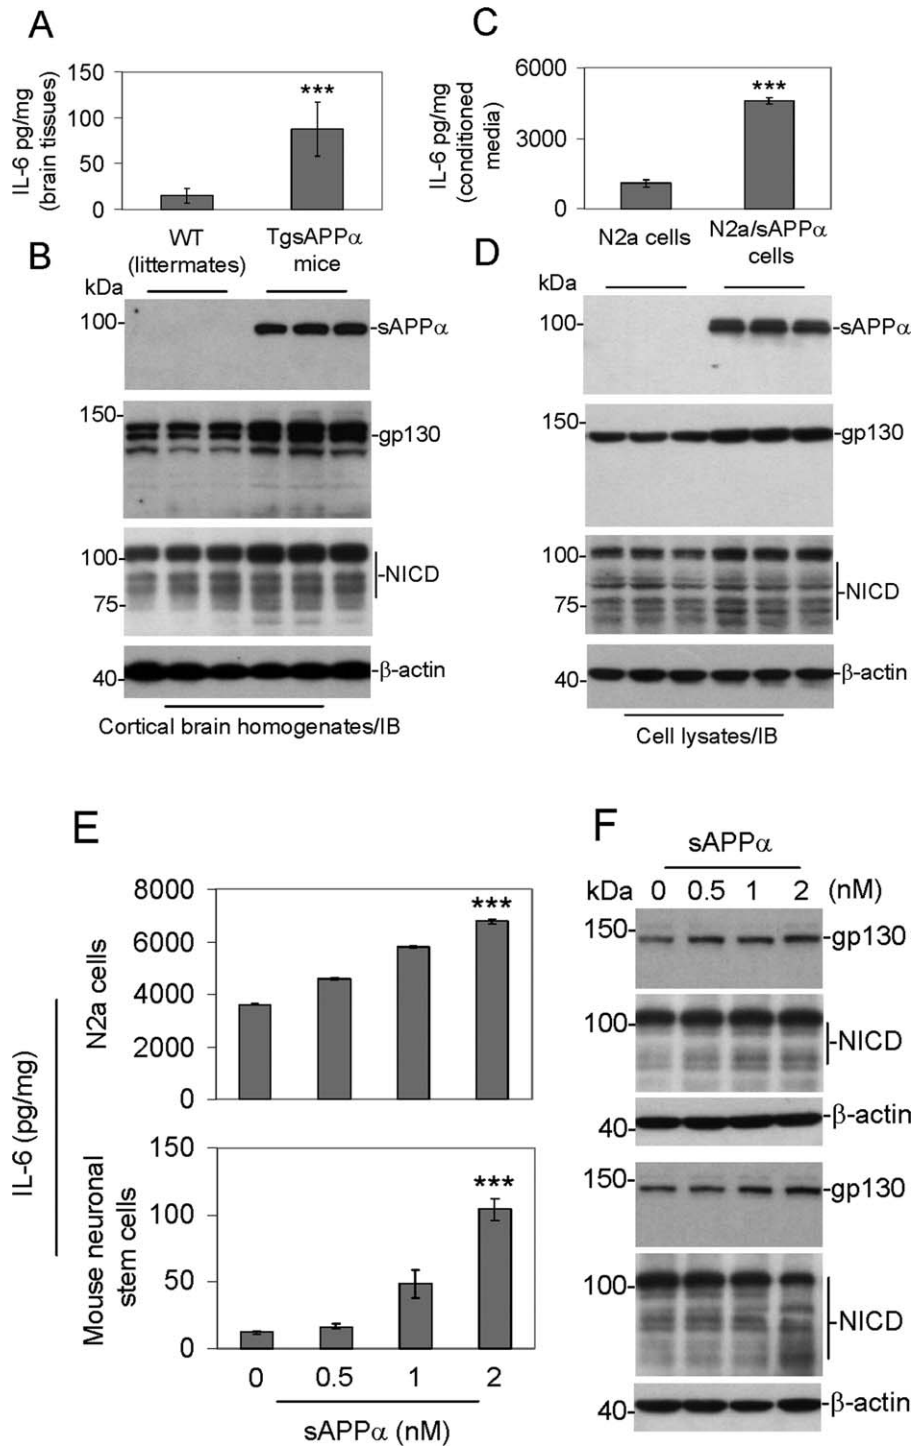 A
IL-6 pg/mg
(brain tissues)
150
100
50
0
***
WT
(littermates)
TgsAPPα
mice
C
IL-6 pg/mg
(conditioned
media)
6000
3000
0
***
N2a cells
N2a/sAPPα
cells
B
kDa
100-
-sAPPα
150-
-gp130
100-
-NICD
75-
40-
-β-actin
Cortical brain homogenates/IB
D
kDa
100-
-sAPPα
150-
-gp130
100-
-NICD
75-
40-
-β-actin
Cell lysates/IB
E
IL-6 (pg/mg)
N2a cells
8000
6000
4000
2000
0
***
Mouse neuronal
stem cells
150
100
50
0
***
0 0.5 1 2
sAPPα (nM)
F
sAPPα
kDa 0 0.5 1 2 (nM)
150-
-gp130
100-
-NICD
40-
-β-actin
150-
-gp130
100-
-NICD
40-
-β-actin